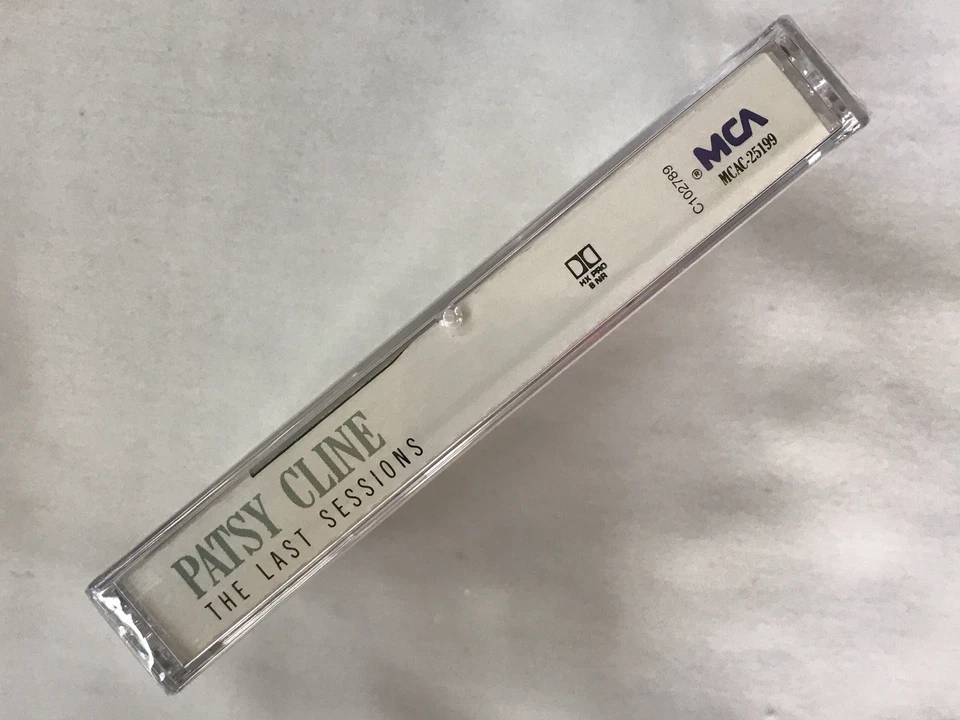 PATSY CLINE
THE LAST SESSIONS
HX PRO
B NR
C102789
MCA®
MCAC-25199